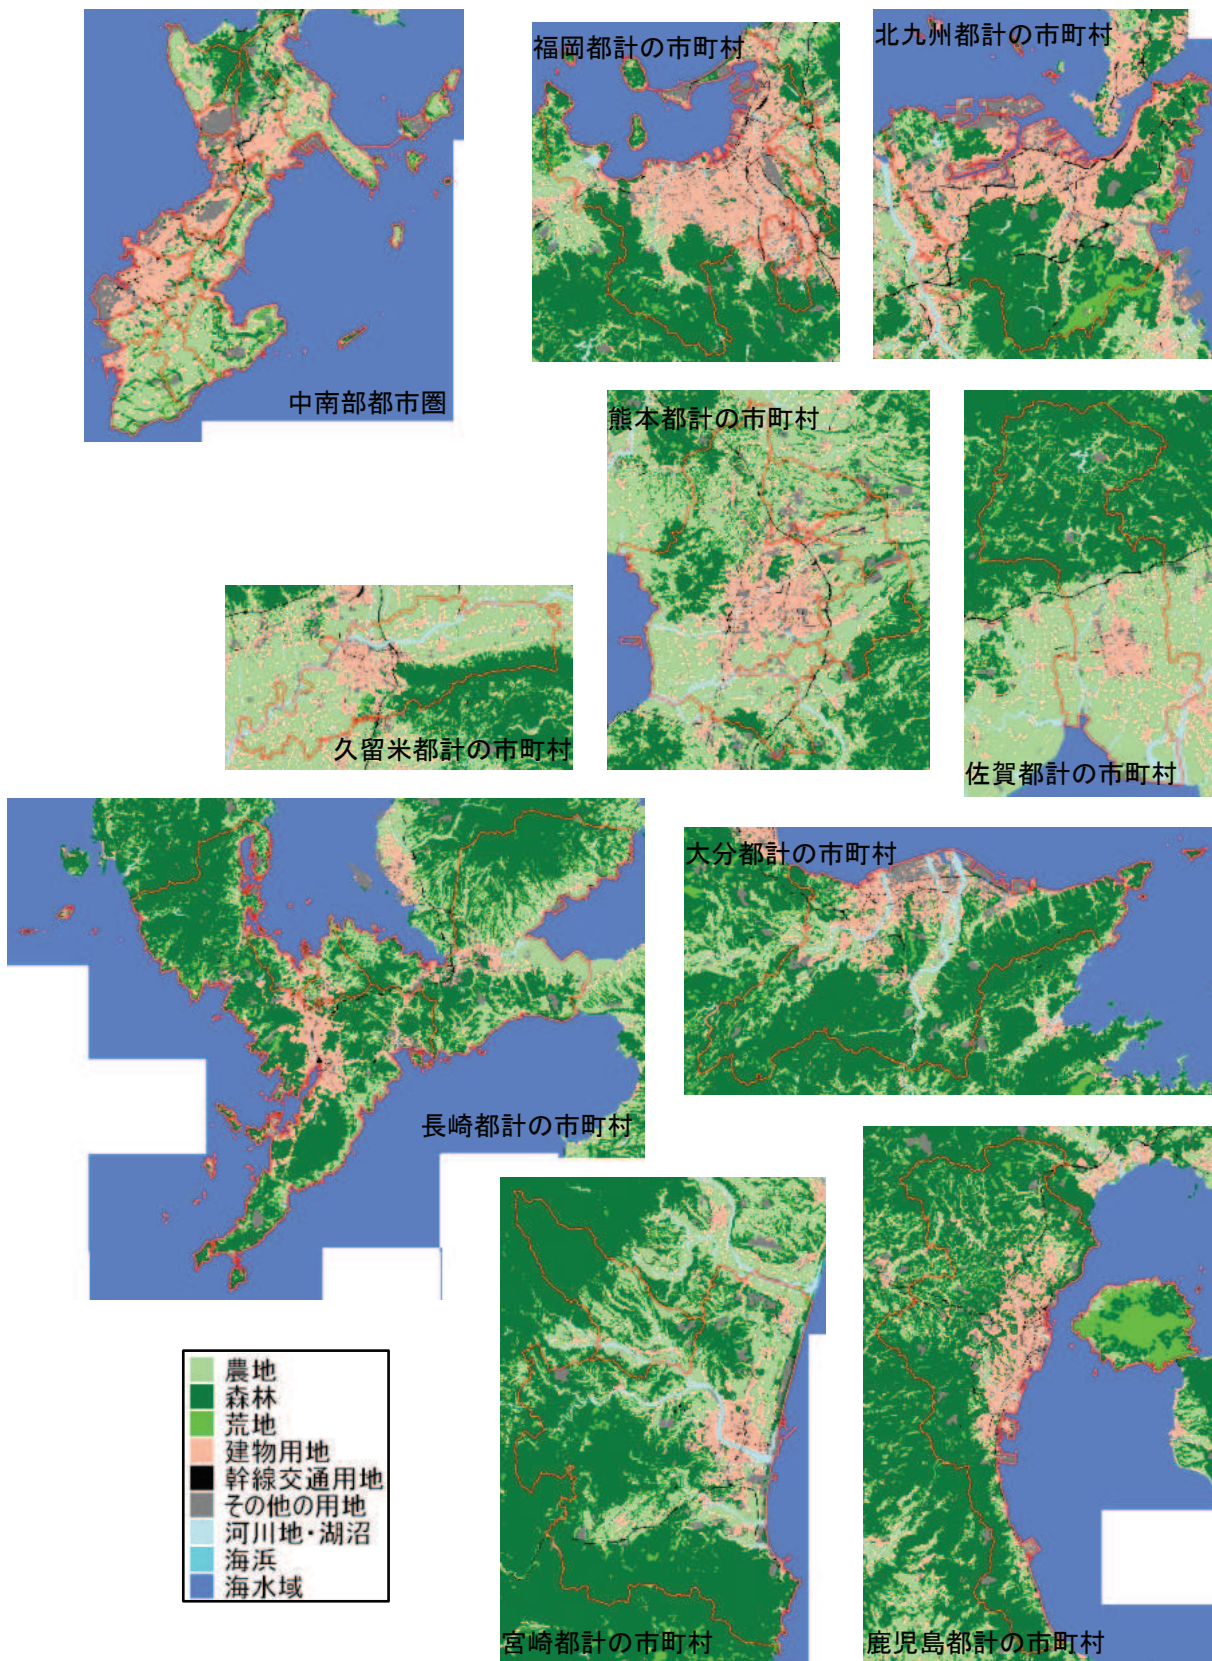 福岡都計の市町村
北九州都計の市町村
中南部都市圏
熊本都計の市町村
久留米都計の市町村
佐賀都計の市町村
大分都計の市町村
長崎都計の市町村
農地
森林
荒地
建物用地
幹線交通用地
その他の用地
河川地・湖沼
海浜
海水域
宮崎都計の市町村
鹿児島都計の市町村